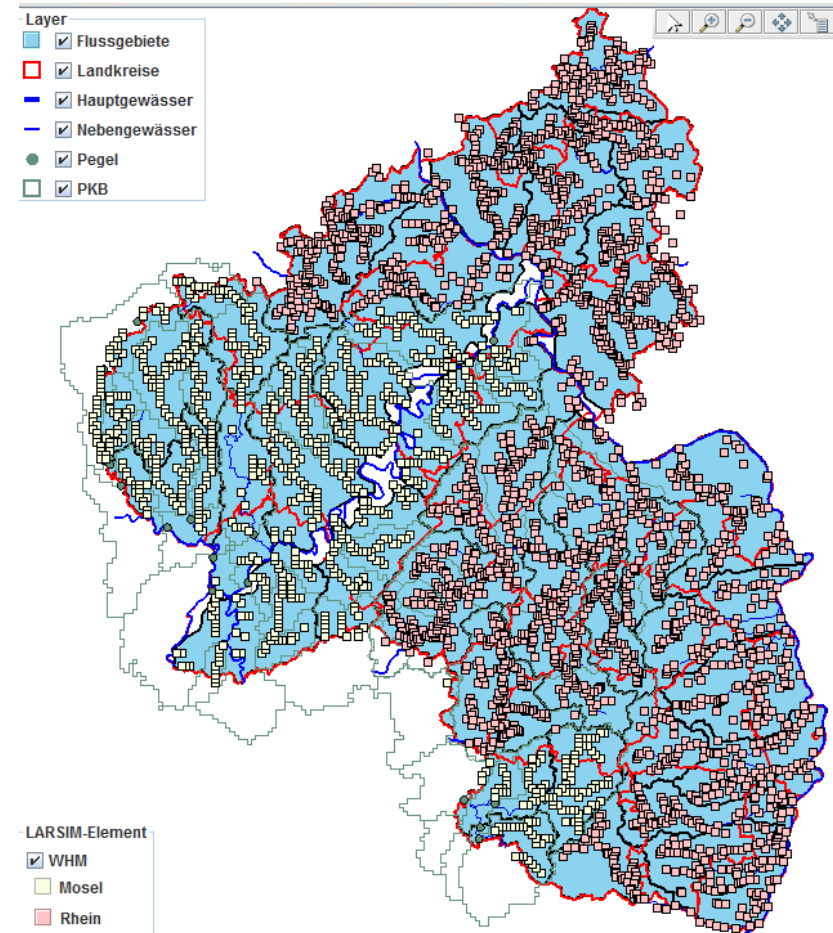 Layer
Flussgebiete
Landkreise
Hauptgewässer
Nebengewässer
Pegel
PKB
LARSIM-Element
WHM
Mosel
Rhein